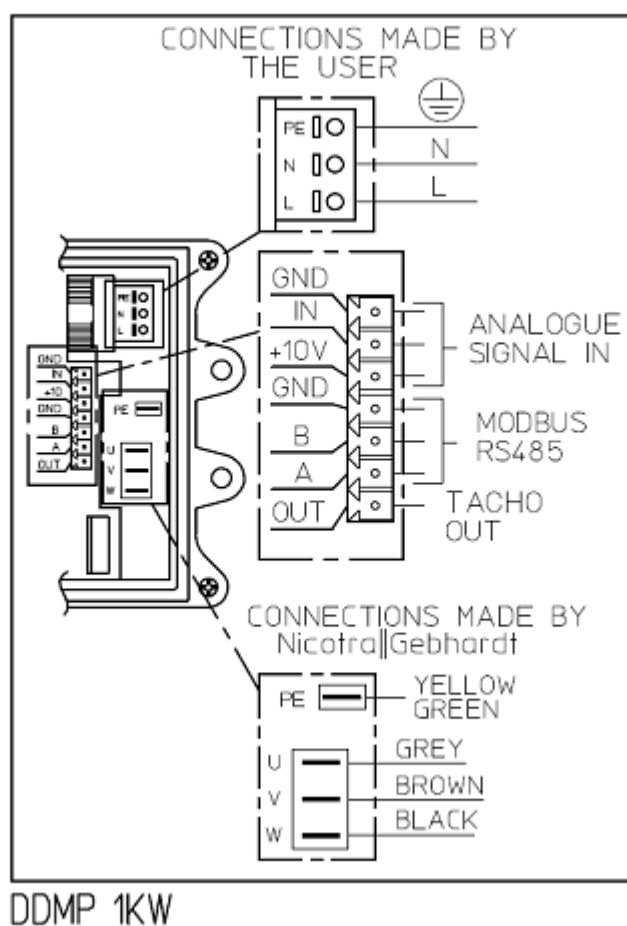 CONNECTIONS MADE BY
THE USER
PE
N
N
L
L
PE
N
L
GND
IN
+10V
GND
B
A
OUT
ANALOGUE
SIGNAL IN
MODBUS
RS485
TACHO
OUT
GND
IN
+10
GND
B
A
OUT
PE
U
V
W
CONNECTIONS MADE BY
Nicotra||Gebhardt
PE
YELLOW
GREEN
U
GREY
V
BROWN
W
BLACK
DDMP 1KW